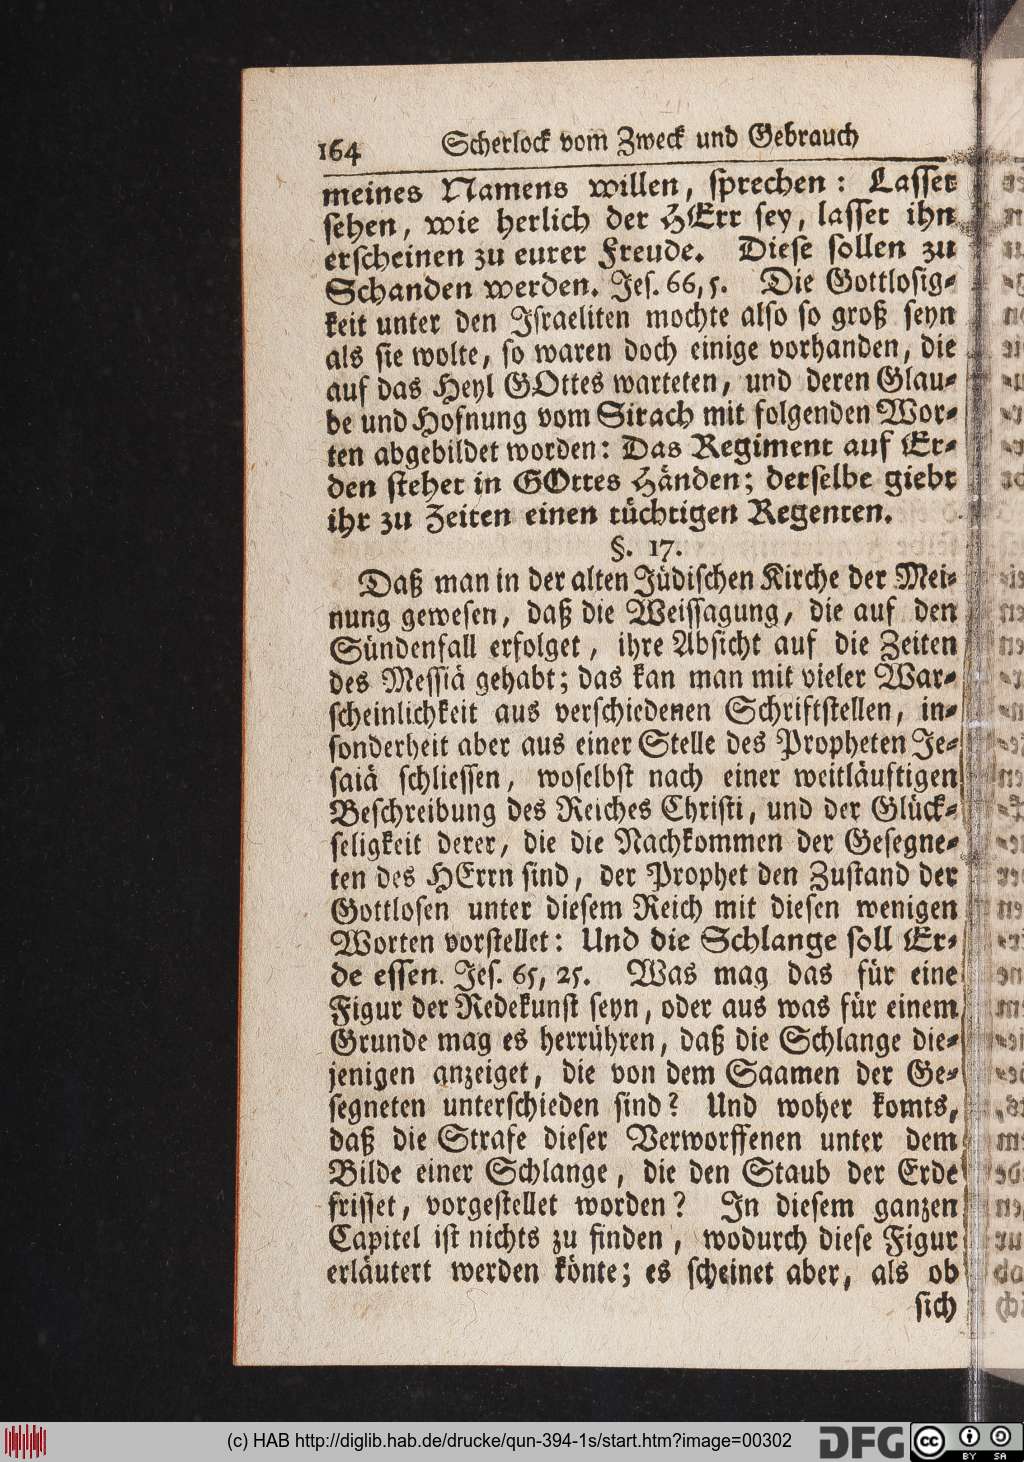 164 Scherlock vom Zweck und Gebrauch
meines Namens willen, sprechen: Lasset
sehen, wie herlich der HErr sey, lasset ihn
erscheinen zu eurer Freude. Diese sollen zu
Schanden werden. Jes. 66, 5. Die Gottlosig-
keit unter den Israeliten mochte also so groß seyn
als sie wolte, so waren doch einige vorhanden, die
auf das Heyl GOttes warteten, und deren Glau-
be und Hofnung vom Sirach mit folgenden Wor-
ten abgebildet worden: Das Regiment auf Er-
den stehet in GOttes Händen; derselbe giebt
ihr zu Zeiten einen tüchtigen Regenten.
§. 17.
Daß man in der alten Jüdischen Kirche der Mei-
nung gewesen, daß die Weissagung, die auf den
Sündenfall erfolget, ihre Absicht auf die Zeiten
des Messiä gehabt; das kan man mit vieler War-
scheinlichkeit aus verschiedenen Schriftstellen, in-
sonderheit aber aus einer Stelle des Propheten Je-
saiä schliessen, woselbst nach einer weitläuftigen
Beschreibung des Reiches Christi, und der Glück-
seligkeit derer, die die Nachkommen der Gesegne-
ten des HErrn sind, der Prophet den Zustand der
Gottlosen unter diesem Reich mit diesen wenigen
Worten vorstellet: Und die Schlange soll Er-
de essen. Jes. 65, 25. Was mag das für eine
Figur der Redekunst seyn, oder aus was für einem
Grunde mag es herrühren, daß die Schlange die-
jenigen anzeiget, die von dem Saamen der Ge-
segneten unterschieden sind? Und woher komts,
daß die Strafe dieser Verworffenen unter dem
Bilde einer Schlange, die den Staub der Erde
frisset, vorgestellet worden? In diesem ganzen
Capitel ist nichts zu finden, wodurch diese Figur
erläutert werden könte; es scheinet aber, als ob
sich
(c) HAB http://diglib.hab.de/drucke/qun-394-1s/start.htm?image=00302
DFG
cc BY SA